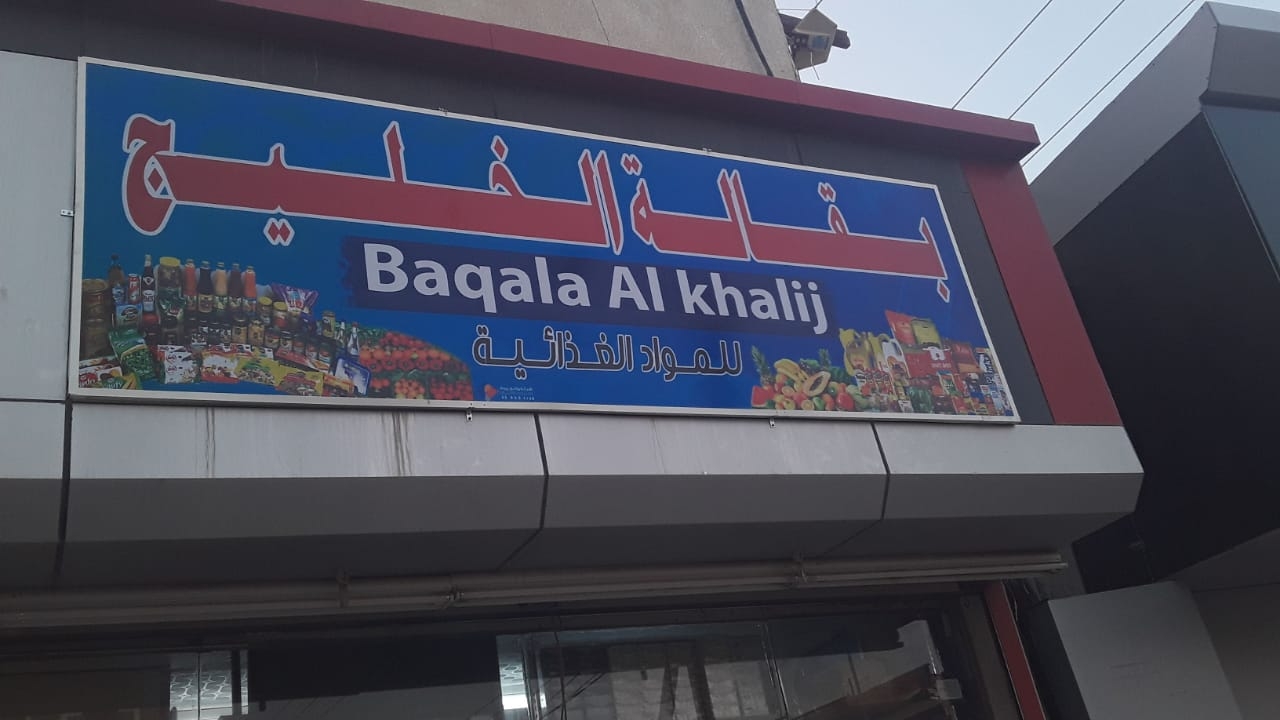 بقالة الخليج
Baqala Al khalij
للمواد الغذائية